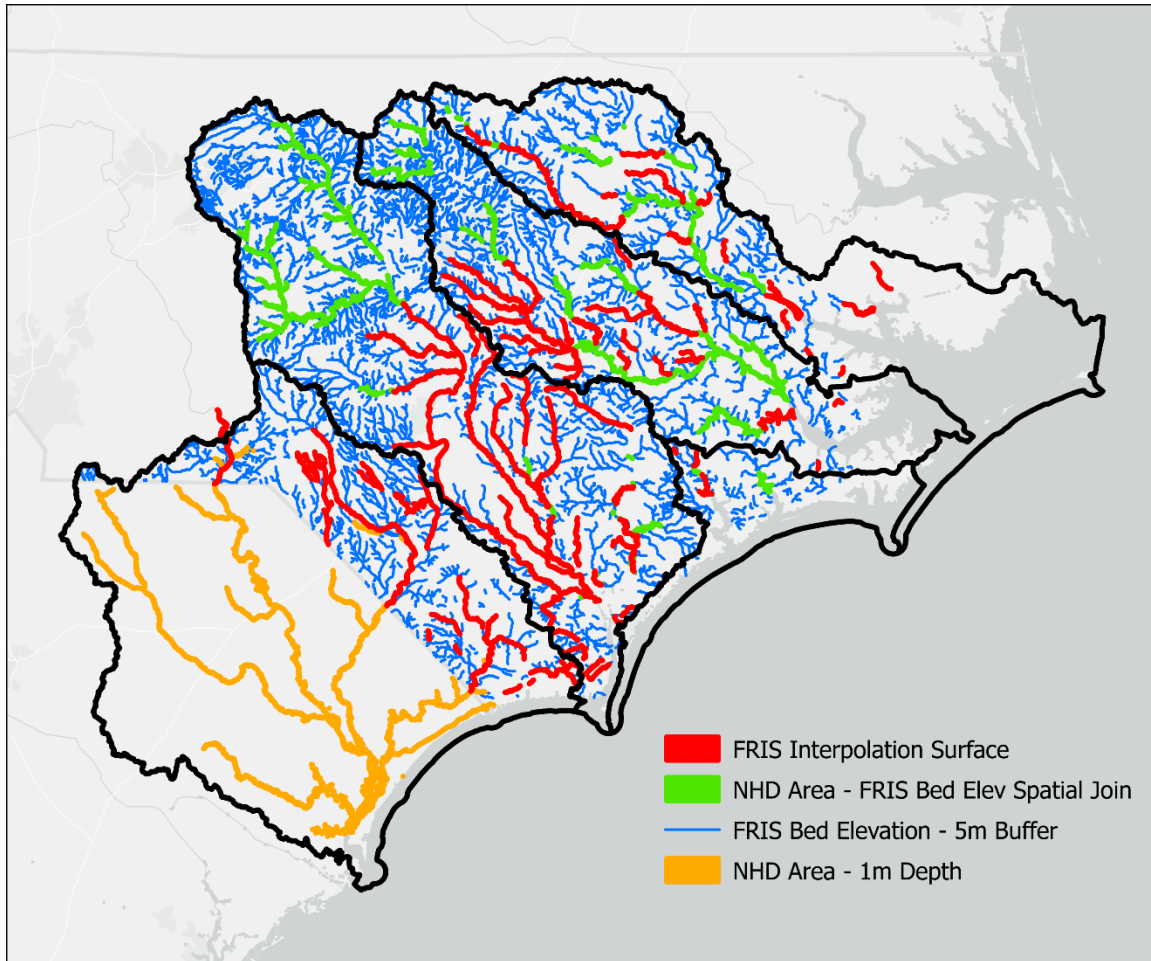 FRIS Interpolation Surface
NHD Area - FRIS Bed Elev Spatial Join
FRIS Bed Elevation - 5m Buffer
NHD Area - 1m Depth